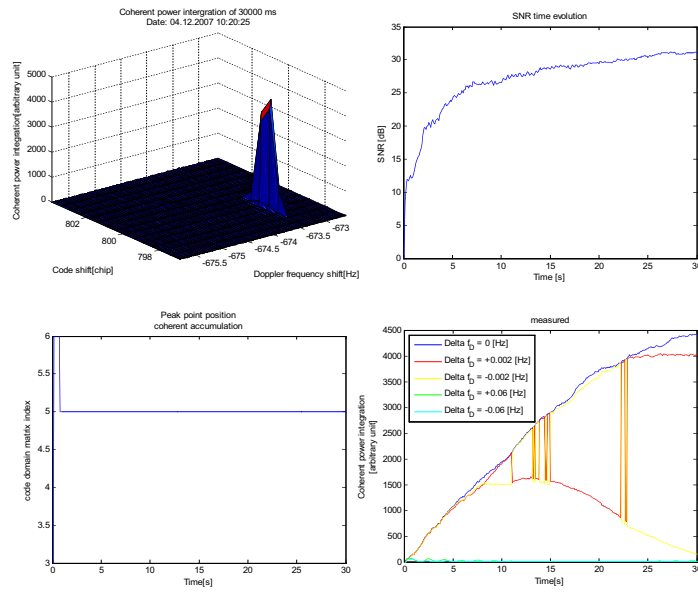 Coherent power intergration of 30000 ms
Date: 04.12.2007 10:20:25
Coherent power integration[arbitrary unit]
5000
4000
3000
2000
1000
0
802
800
798
Code shift[chip]
-675.5
-675
-674.5
-674
-673.5
-673
Doppler frequency shift[Hz]
SNR time evolution
SNR [dB]
35
30
25
20
15
10
5
0
0 5 10 15 20 25 30
Time [s]
Peak point position
coherent accumulation
code domain matitx index
6
5.5
5
4.5
4
3.5
3
0 5 10 15 20 25 30
Time[s]
measured
Coherent power integration
[arbitrary unit]
4500
4000
3500
3000
2500
2000
1500
1000
500
0
Delta f_D = 0 [Hz]
Delta f_D = +0.002 [Hz]
Delta f_D = -0.002 [Hz]
Delta f_D = +0.06 [Hz]
Delta f_D = -0.06 [Hz]
0 5 10 15 20 25 30
Time[s]